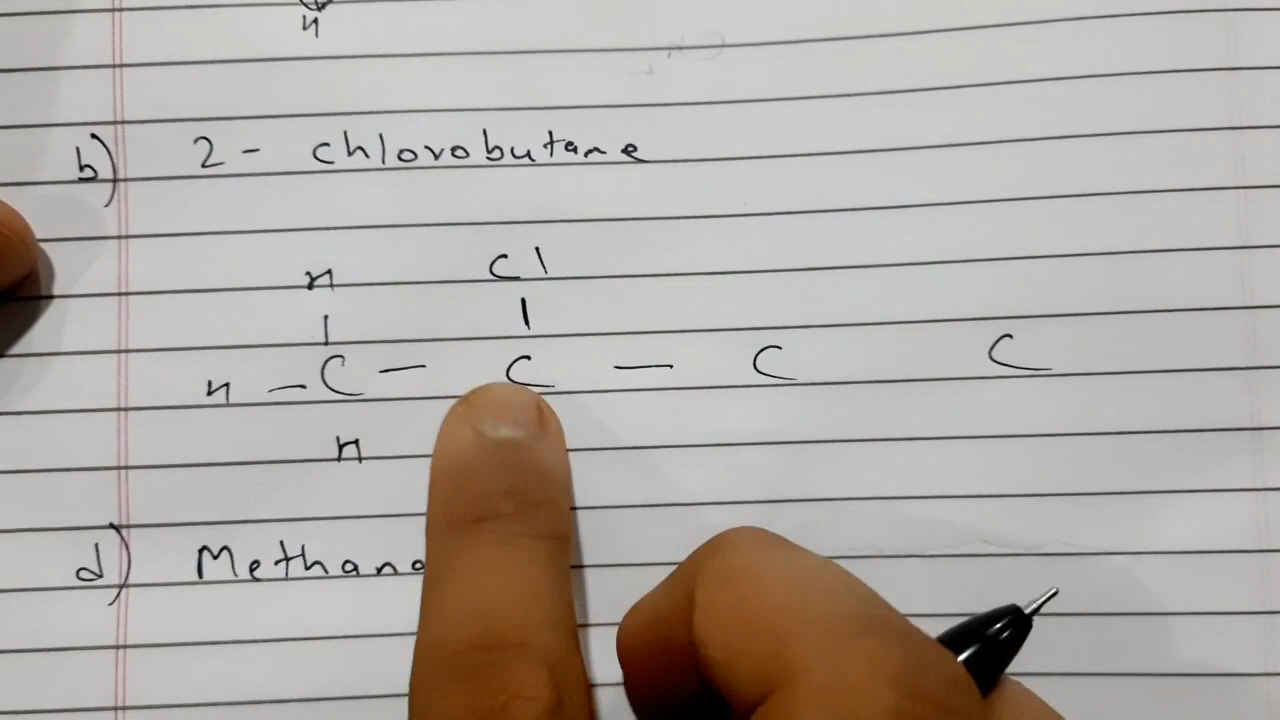 H
b) 2- chlorobutane
H Cl
| |
H - C - C - C C
H
d) Methano